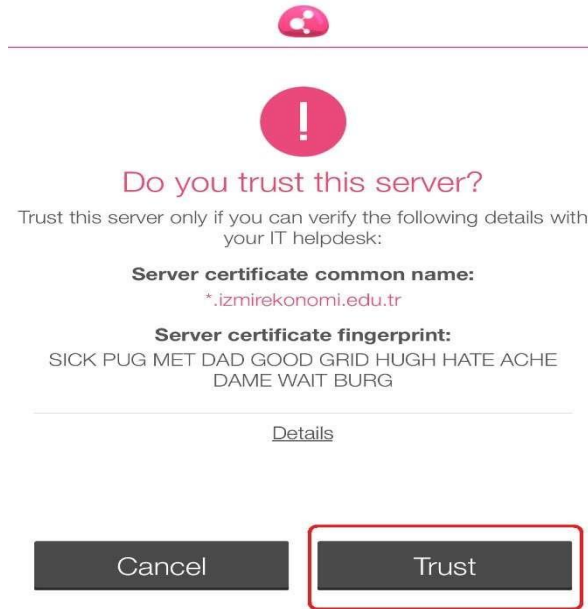 !
Do you trust this server?
Trust this server only if you can verify the following details with
your IT helpdesk:
Server certificate common name:
*.izmirekonomi.edu.tr
Server certificate fingerprint:
SICK PUG MET DAD GOOD GRID HUGH HATE ACHE
DAME WAIT BURG
Details
Cancel
Trust